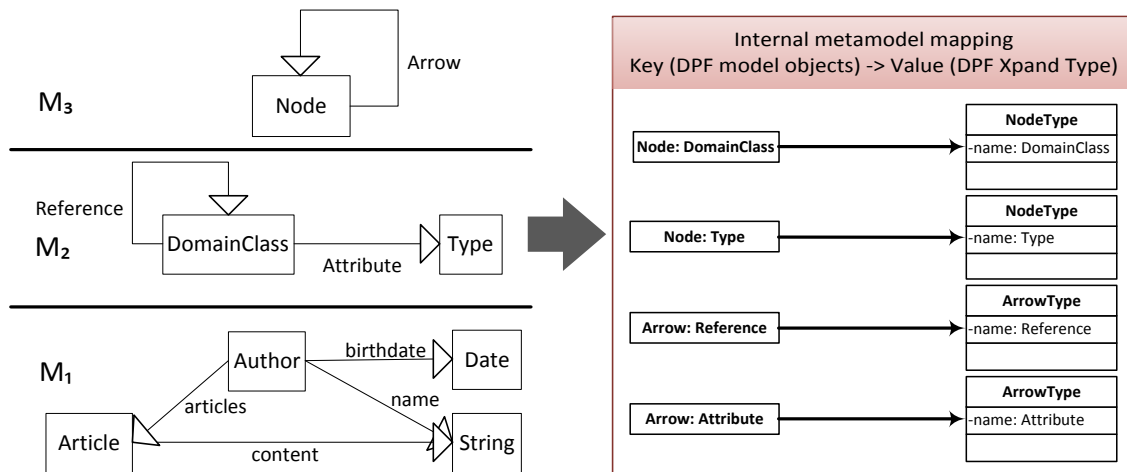 M₃
Arrow
Node
Reference
M₂
DomainClass
Attribute
Type
M₁
Author
birthdate
Date
articles
name
Article
content
String
Internal metamodel mapping
Key (DPF model objects) -> Value (DPF Xpand Type)
Node: DomainClass
NodeType
-name: DomainClass
Node: Type
NodeType
-name: Type
Arrow: Reference
ArrowType
-name: Reference
Arrow: Attribute
ArrowType
-name: Attribute